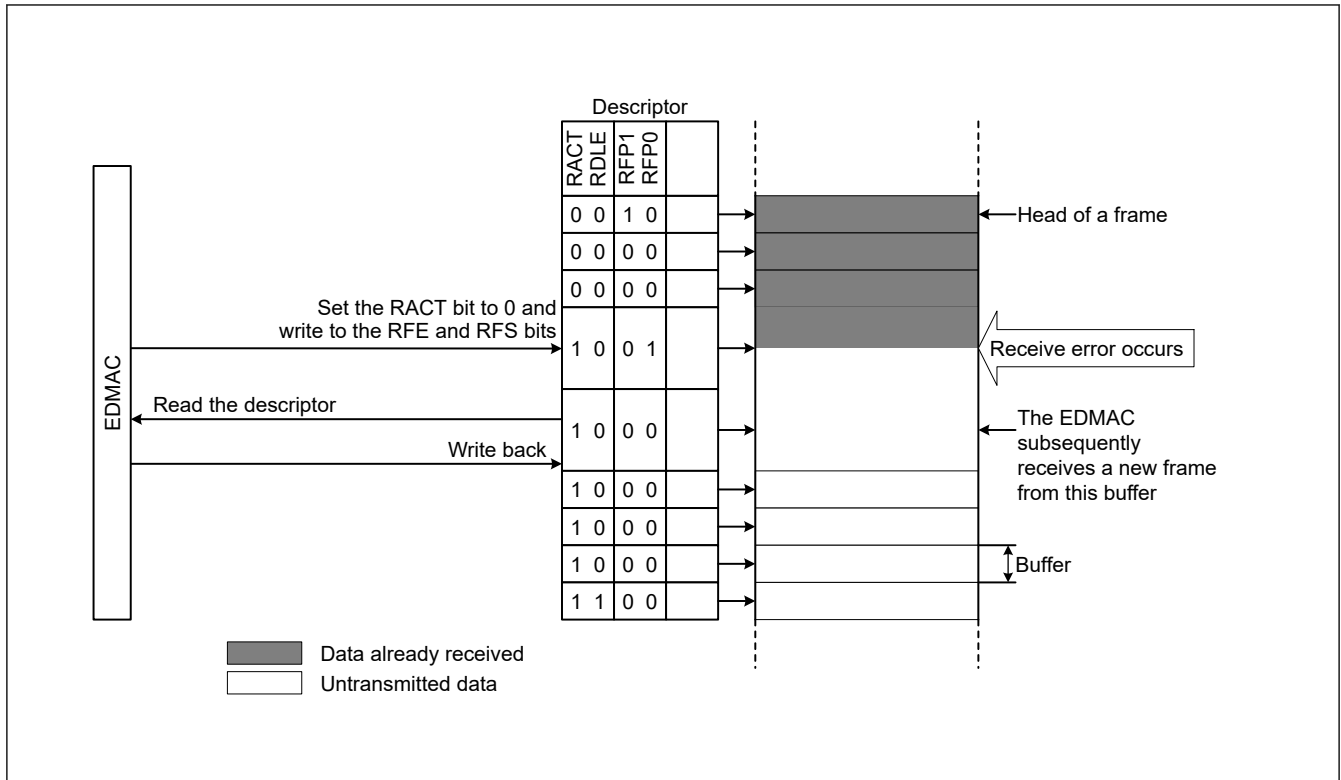 Descriptor
RACT
RDLE
RFP1
RFP0
0 0 1 0
Head of a frame
0 0 0 0
0 0 0 0
Set the RACT bit to 0 and
write to the RFE and RFS bits
1 0 0 1
Receive error occurs
EDMAC
Read the descriptor
1 0 0 0
Write back
The EDMAC
subsequently
receives a new frame
from this buffer
1 0 0 0
1 0 0 0
1 0 0 0
Buffer
1 1 0 0
Data already received
Untransmitted data